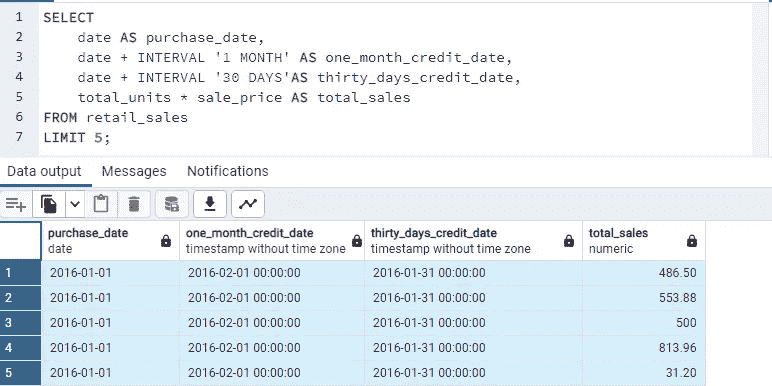 1 SELECT
2 date AS purchase_date,
3 date + INTERVAL '1 MONTH' AS one_month_credit_date,
4 date + INTERVAL '30 DAYS'AS thirty_days_credit_date,
5 total_units * sale_price AS total_sales
6 FROM retail_sales
7 LIMIT 5;
Data output Messages Notifications
purchase_date one_month_credit_date thirty_days_credit_date total_sales
date timestamp without time zone timestamp without time zone numeric
1 2016-01-01 2016-02-01 00:00:00 2016-01-31 00:00:00 486.50
2 2016-01-01 2016-02-01 00:00:00 2016-01-31 00:00:00 553.88
3 2016-01-01 2016-02-01 00:00:00 2016-01-31 00:00:00 500
4 2016-01-01 2016-02-01 00:00:00 2016-01-31 00:00:00 813.96
5 2016-01-01 2016-02-01 00:00:00 2016-01-31 00:00:00 31.20